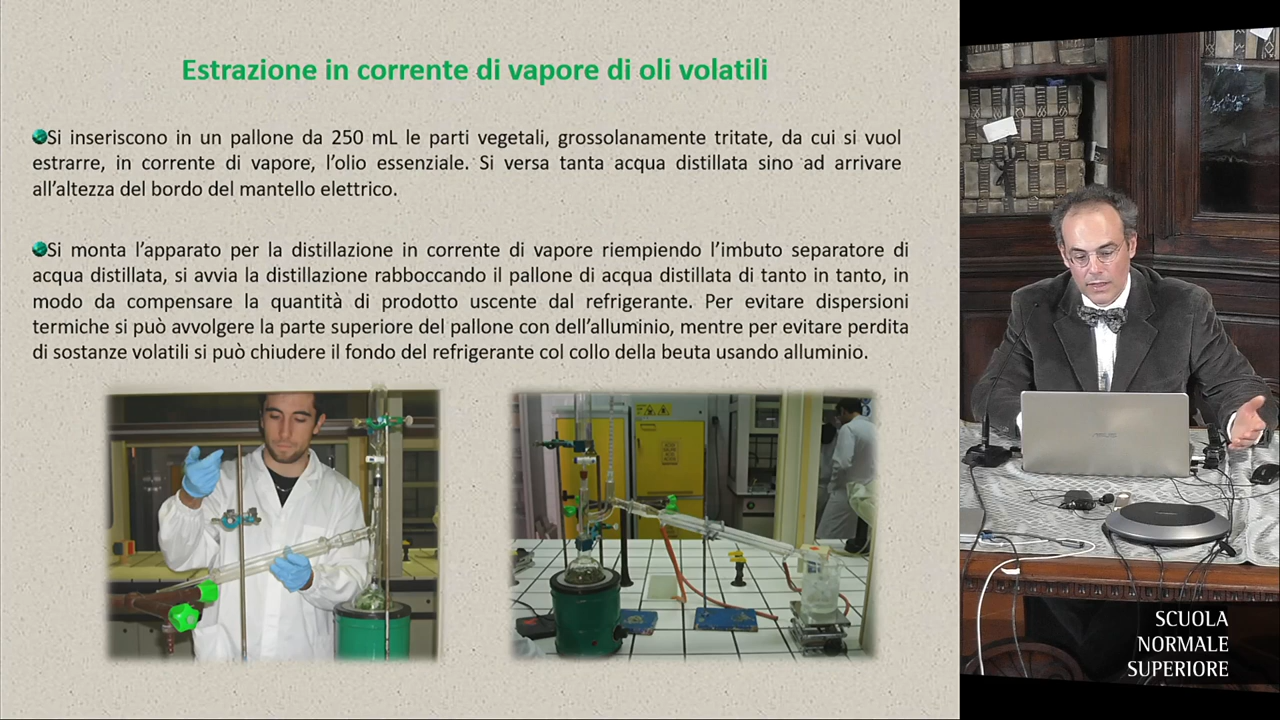 Estrazione in corrente di vapore di oli volatili
Si inseriscono in un pallone da 250 mL le parti vegetali, grossolanamente tritate, da cui si vuol
estrarre, in corrente di vapore, l'olio essenziale. Si versa tanta acqua distillata sino ad arrivare
all'altezza del bordo del mantello elettrico.
Si monta l'apparato per la distillazione in corrente di vapore riempiendo l'imbuto separatore di
acqua distillata, si avvia la distillazione rabboccando il pallone di acqua distillata di tanto in tanto, in
modo da compensare la quantità di prodotto uscente dal refrigerante. Per evitare dispersioni
termiche si può avvolgere la parte superiore del pallone con dell'alluminio, mentre per evitare perdita
di sostanze volatili si può chiudere il fondo del refrigerante col collo della beuta usando alluminio.
ASUS
SCUOLA
NORMALE
SUPERIORE